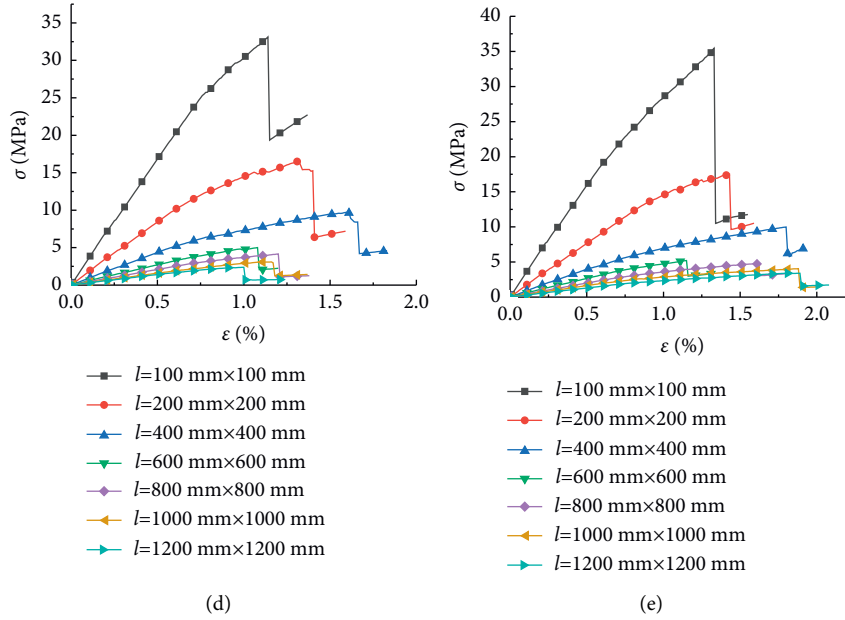 35
30
25
20
15
10
5
0
σ (MPa)
0.0
0.5
1.0
1.5
2.0
ε (%)
l=100 mm×100 mm
l=200 mm×200 mm
l=400 mm×400 mm
l=600 mm×600 mm
l=800 mm×800 mm
l=1000 mm×1000 mm
l=1200 mm×1200 mm
(d)
40
35
30
25
20
15
10
5
0
σ (MPa)
0.0
0.5
1.0
1.5
2.0
ε (%)
l=100 mm×100 mm
l=200 mm×200 mm
l=400 mm×400 mm
l=600 mm×600 mm
l=800 mm×800 mm
l=1000 mm×1000 mm
l=1200 mm×1200 mm
(e)